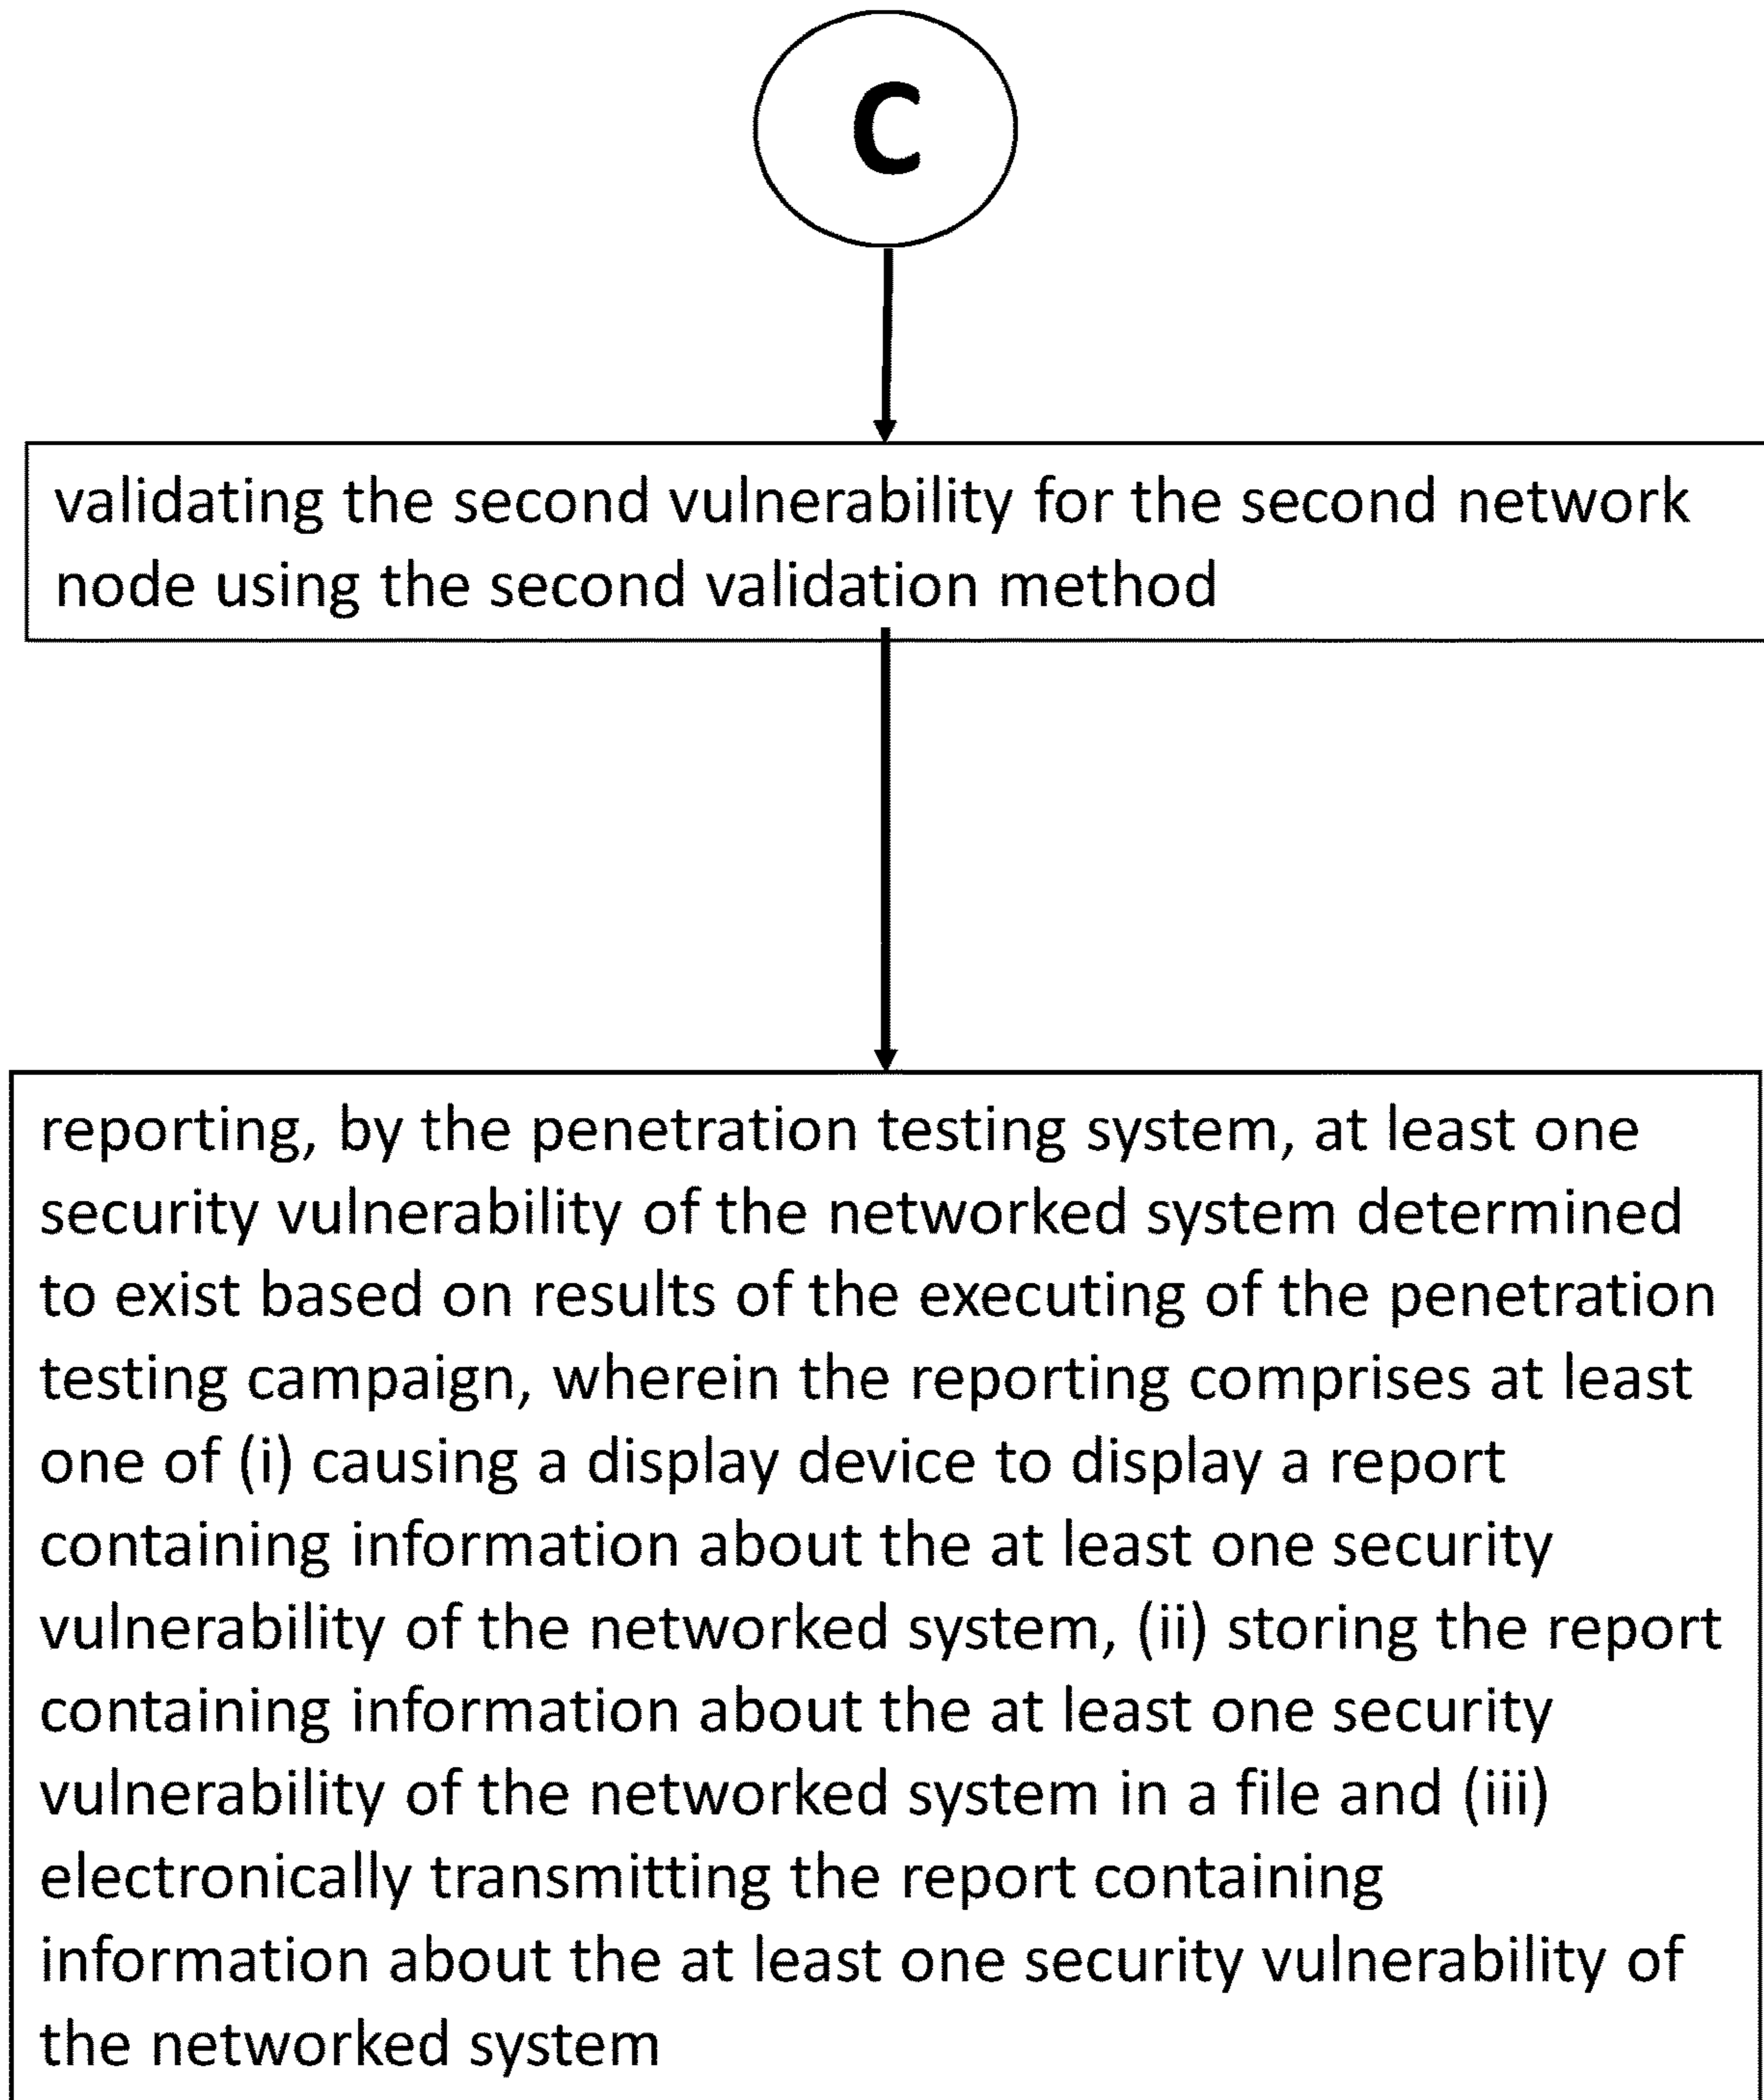 C
validating the second vulnerability for the second network
node using the second validation method
reporting, by the penetration testing system, at least one
security vulnerability of the networked system determined
to exist based on results of the executing of the penetration
testing campaign, wherein the reporting comprises at least
one of (i) causing a display device to display a report
containing information about the at least one security
vulnerability of the networked system, (ii) storing the report
containing information about the at least one security
vulnerability of the networked system in a file and (iii)
electronically transmitting the report containing
information about the at least one security vulnerability of
the networked system